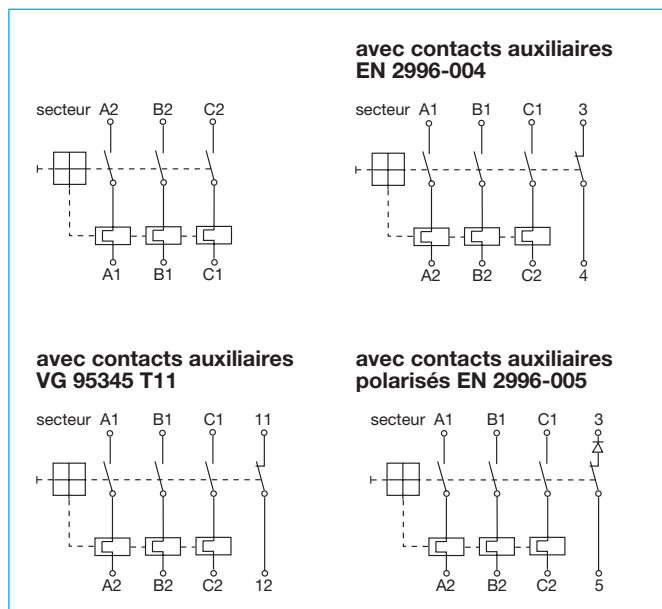 avec contacts auxiliaires
EN 2996-004
secteur A2 B2 C2
A1 B1 C1
secteur A1 B1 C1 3
A2 B2 C2 4
avec contacts auxiliaires
VG 95345 T11
secteur A1 B1 C1 11
A2 B2 C2 12
avec contacts auxiliaires
polarisés EN 2996-005
secteur A1 B1 C1 3
A2 B2 C2 5